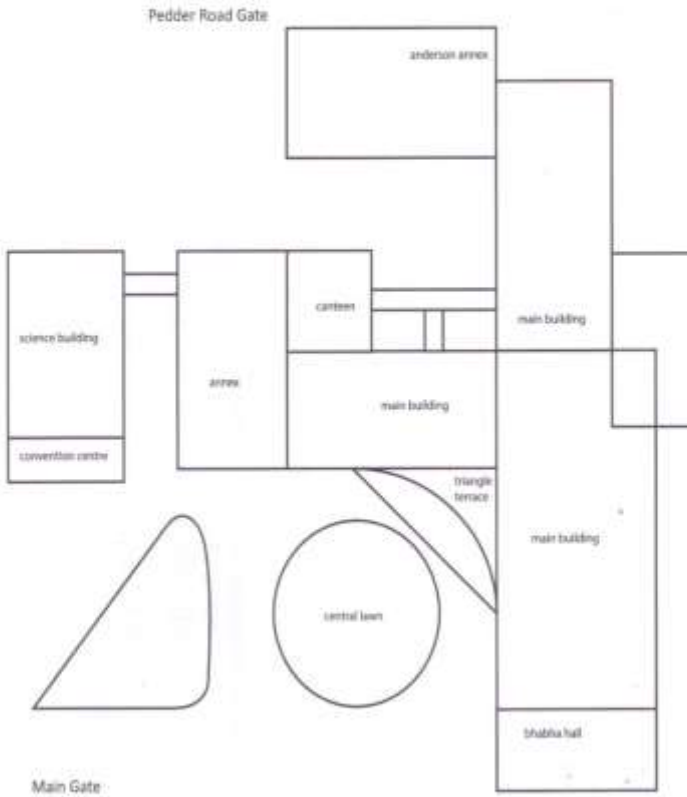 Pedder Road Gate
anderson annex
canteen
main building
science building
annex
main building
convention centre
triangle
terrace
main building
central lawn
bhabha hall
Main Gate